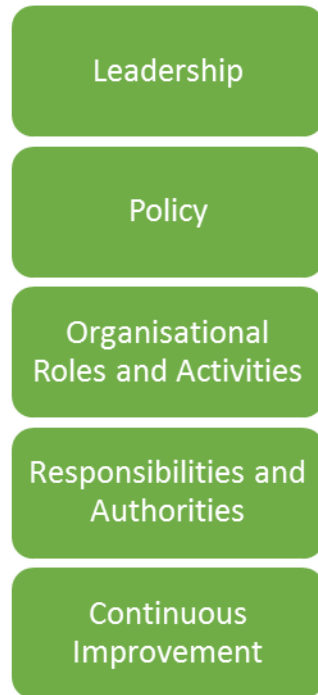 Leadership
Policy
Organisational
Roles and Activities
Responsibilities and
Authorities
Continuous
Improvement